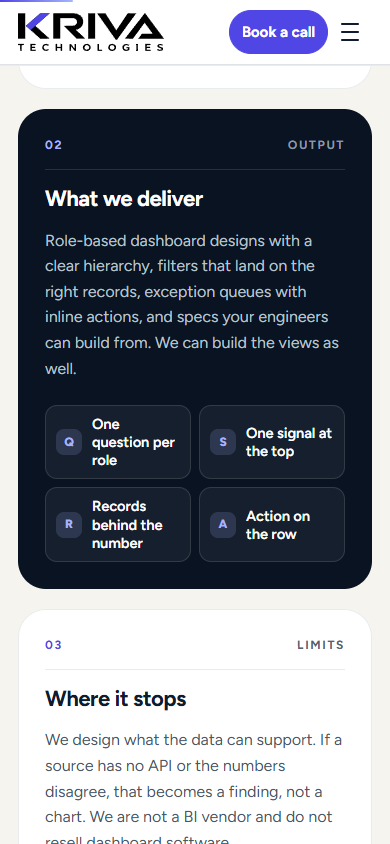 KRIVA
TECHNOLOGIES
Book a call
02
OUTPUT
What we deliver
Role-based dashboard designs with a
clear hierarchy, filters that land on the
right records, exception queues with
inline actions, and specs your engineers
can build from. We can build the views as
well.
Q
One
question per
role
S
One signal at
the top
R
Records
behind the
number
A
Action on
the row
03
LIMITS
Where it stops
We design what the data can support. If a
source has no API or the numbers
disagree, that becomes a finding, not a
chart. We are not a BI vendor and do not
resell dashboard software.